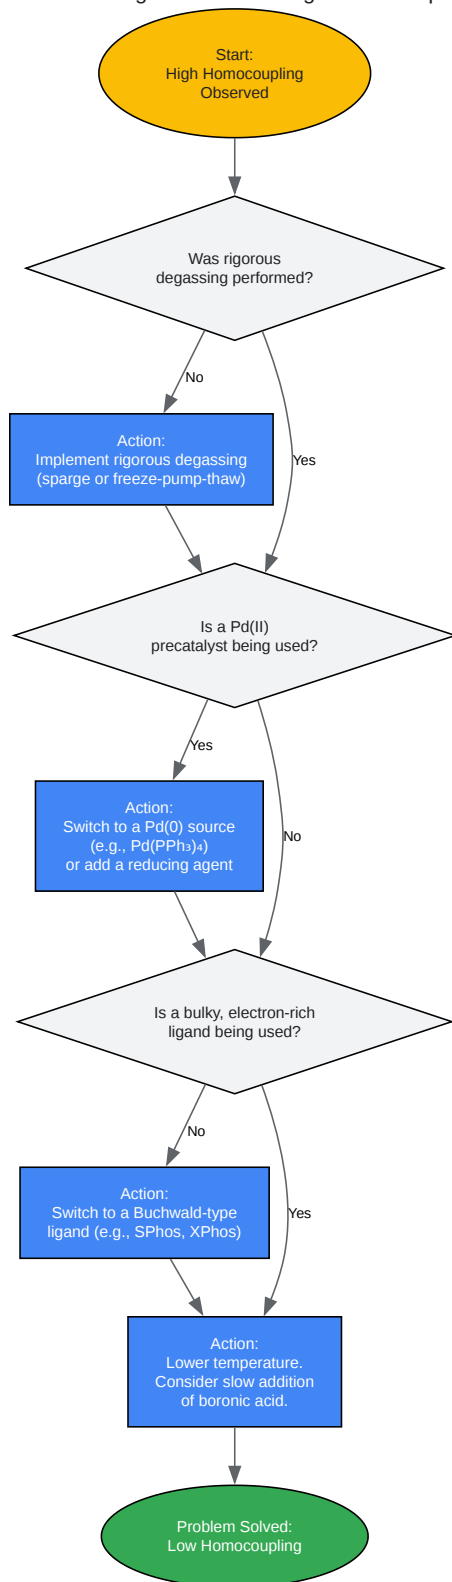 Start:
High Homocoupling
Observed
Was rigorous
degassing performed?
No
Yes
Action:
Implement rigorous degassing
(sparge or freeze-pump-thaw)
Is a Pd(II)
precatalyst being used?
Yes
No
Action:
Switch to a Pd(0) source
(e.g., Pd(PPh₃)₄)
or add a reducing agent
Is a bulky, electron-rich
ligand being used?
No
Yes
Action:
Switch to a Buchwald-type
ligand (e.g., SPhos, XPhos)
Action:
Lower temperature.
Consider slow addition
of boronic acid.
Problem Solved:
Low Homocoupling